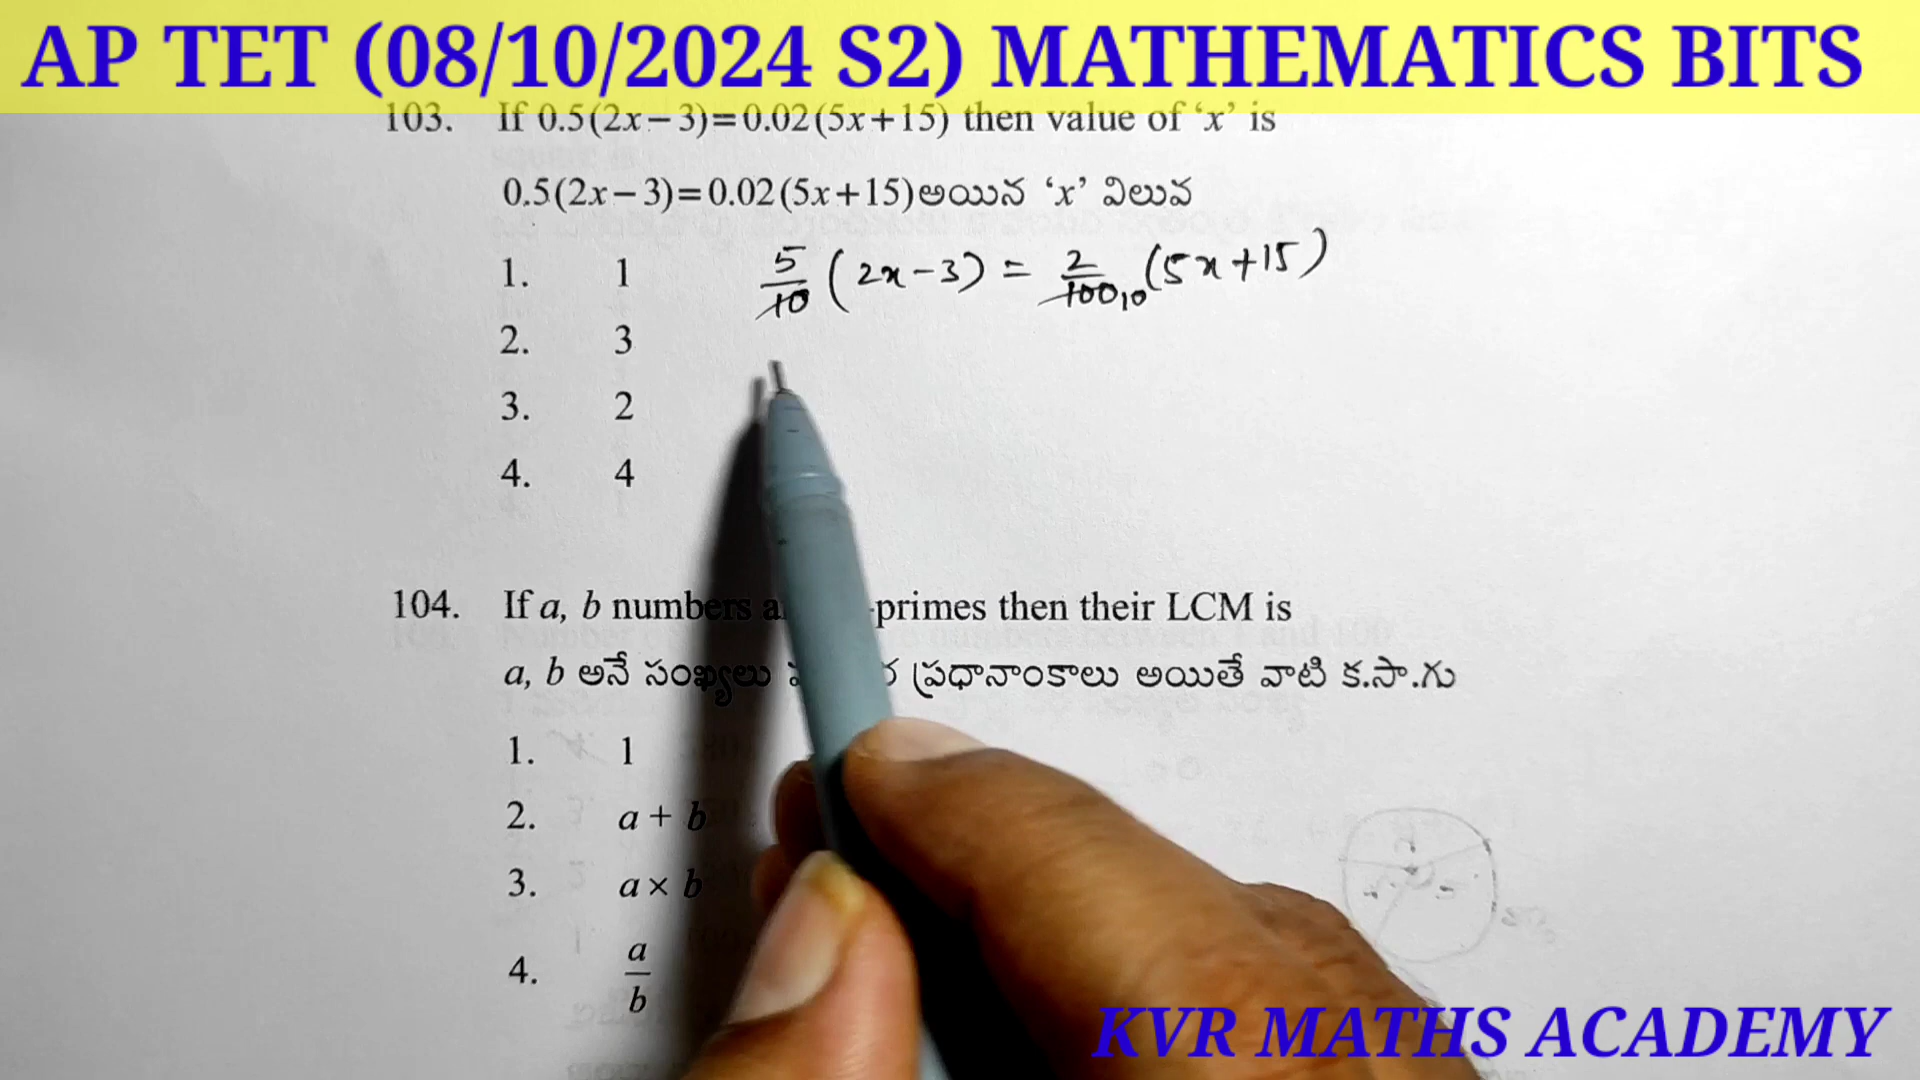 AP TET (08/10/2024 S2) MATHEMATICS BITS
103. If 0.5(2x−3)=0.02(5x+15) then value of ‘x’ is
0.5(2x−3)=0.02(5x+15) అయిన ‘x’ విలువ
1. 1
5/10 (2x−3) = 2/100,10 (5x+15)
2. 3
3. 2
4. 4
104. If a, b numbers -primes then their LCM is
a, b అనే సంఖ్యలు ప్రధానాంకాలు అయితే వాటి క.సా.గు
1. 1
2. a + b
3. a × b
4. a/b
KVR MATHS ACADEMY